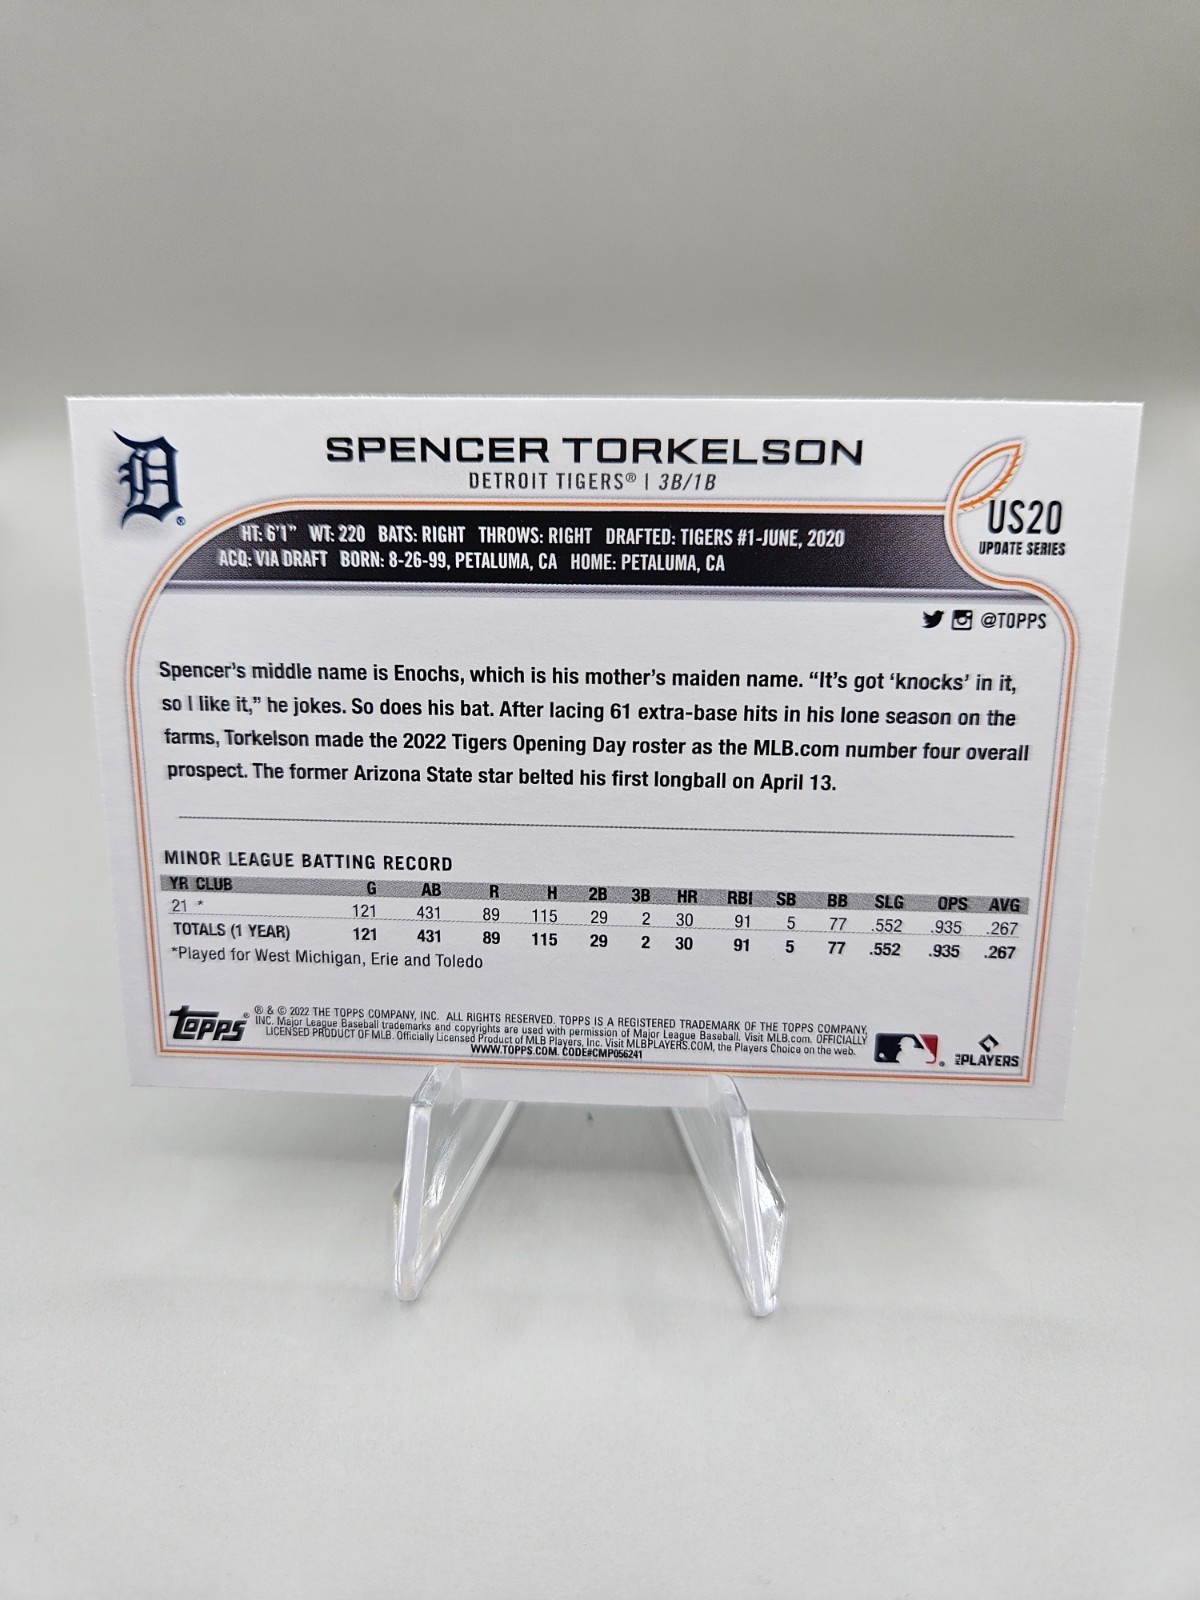 SPENCER TORKELSON
DETROIT TIGERS® | 3B/1B
US20
UPDATE SERIES
HT: 6'1" WT: 220 BATS: RIGHT THROWS: RIGHT DRAFTED: TIGERS #1-JUNE, 2020
ACQ: VIA DRAFT BORN: 8-26-99, PETALUMA, CA HOME: PETALUMA, CA
@TOPPS
Spencer's middle name is Enochs, which is his mother's maiden name. "It's got 'knocks' in it,
so I like it," he jokes. So does his bat. After lacing 61 extra-base hits in his lone season on the
farms, Torkelson made the 2022 Tigers Opening Day roster as the MLB.com number four overall
prospect. The former Arizona State star belted his first longball on April 13.
MINOR LEAGUE BATTING RECORD
YR CLUB G AB R H 2B 3B HR RBI SB BB SLG OPS AVG
21 * 121 431 89 115 29 2 30 91 5 77 .552 .935 .267
TOTALS (1 YEAR) 121 431 89 115 29 2 30 91 5 77 .552 .935 .267
*Played for West Michigan, Erie and Toledo
topps®
® & © 2022 THE TOPPS COMPANY, INC. ALL RIGHTS RESERVED. TOPPS IS A REGISTERED TRADEMARK OF THE TOPPS COMPANY,
INC. Major League Baseball trademarks and copyrights are used with permission of Major League Baseball. Visit MLB.com. OFFICIALLY
LICENSED PRODUCT OF MLB. Officially Licensed Product of MLB Players, Inc. Visit MLBPLAYERS.COM, the Players Choice on the web.
WWW.TOPPS.COM. CODE#CMP056241
MLB PLAYERS
D®